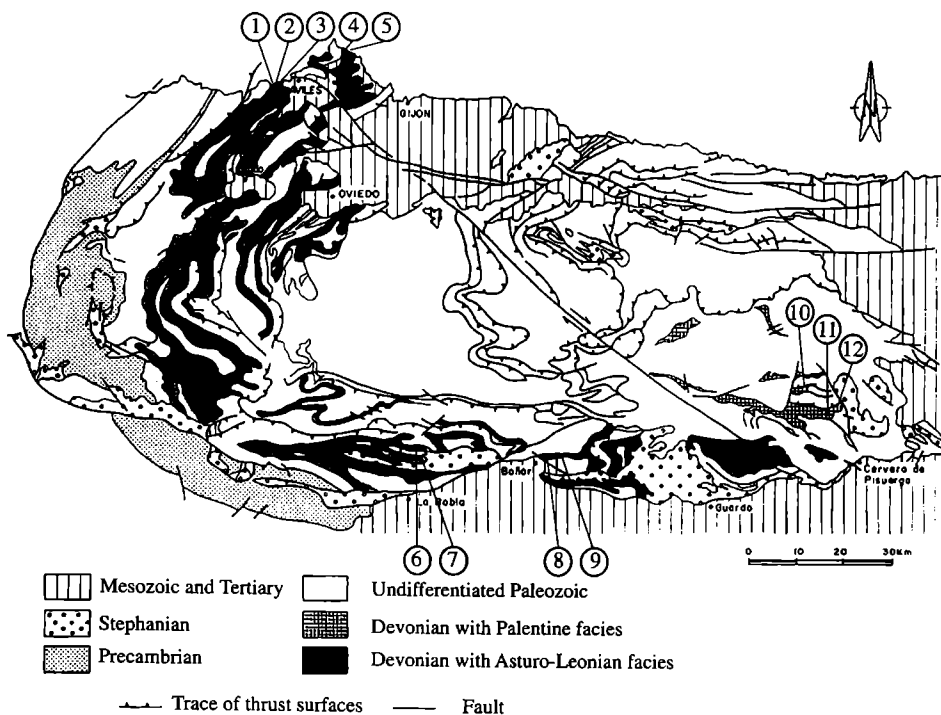 1 2 3 4 5
AVILES
GIJON
OVIEDO
10
11
12
Boñar
Cervera de
Pisuerga
La Robla
Guardo
6 7 8 9
0 10 20 30Km
Mesozoic and Tertiary
Undifferentiated Paleozoic
Stephanian
Devonian with Palentine facies
Precambrian
Devonian with Asturo-Leonian facies
Trace of thrust surfaces
Fault